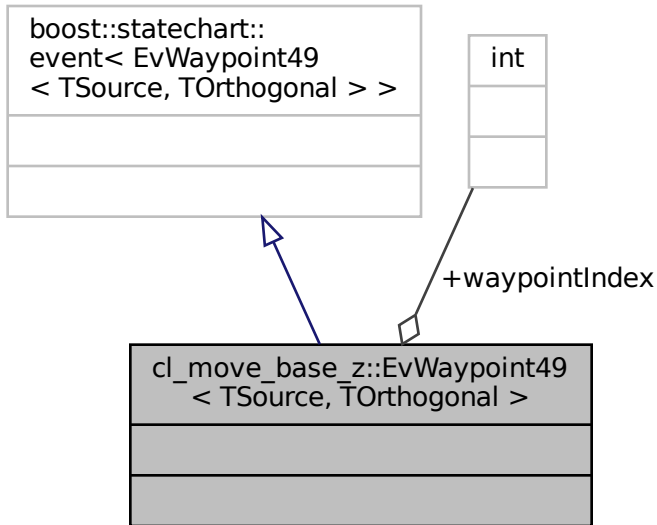 boost::statechart::
event< EvWaypoint49
< TSource, TOrthogonal > >
int
+waypointIndex
cl_move_base_z::EvWaypoint49
< TSource, TOrthogonal >